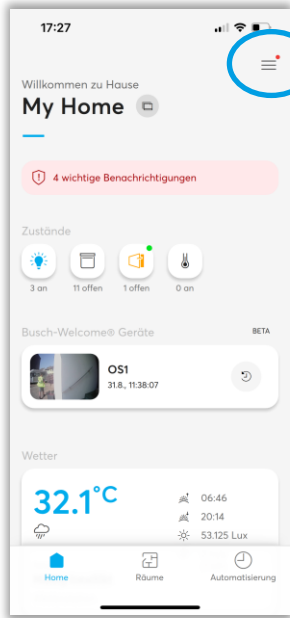 17:27
Willkommen zu Hause
My Home
4 wichtige Benachrichtigungen
Zustände
3 an
11 offen
1 offen
0 an
Busch-Welcome® Geräte
BETA
OS1
31.8., 11:38:07
Wetter
32.1°C
06:46
20:14
53.125 Lux
Home
Räume
Automatisierung